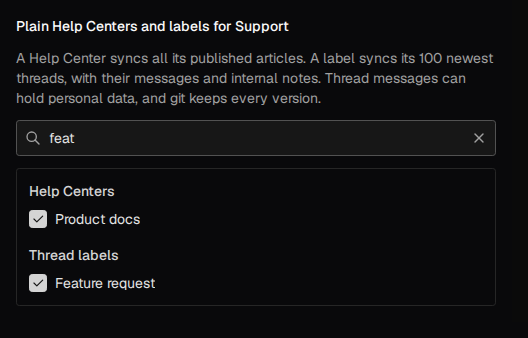 Plain Help Centers and labels for Support
A Help Center syncs all its published articles. A label syncs its 100 newest
threads, with their messages and internal notes. Thread messages can
hold personal data, and git keeps every version.
feat
Help Centers
Product docs
Thread labels
Feature request